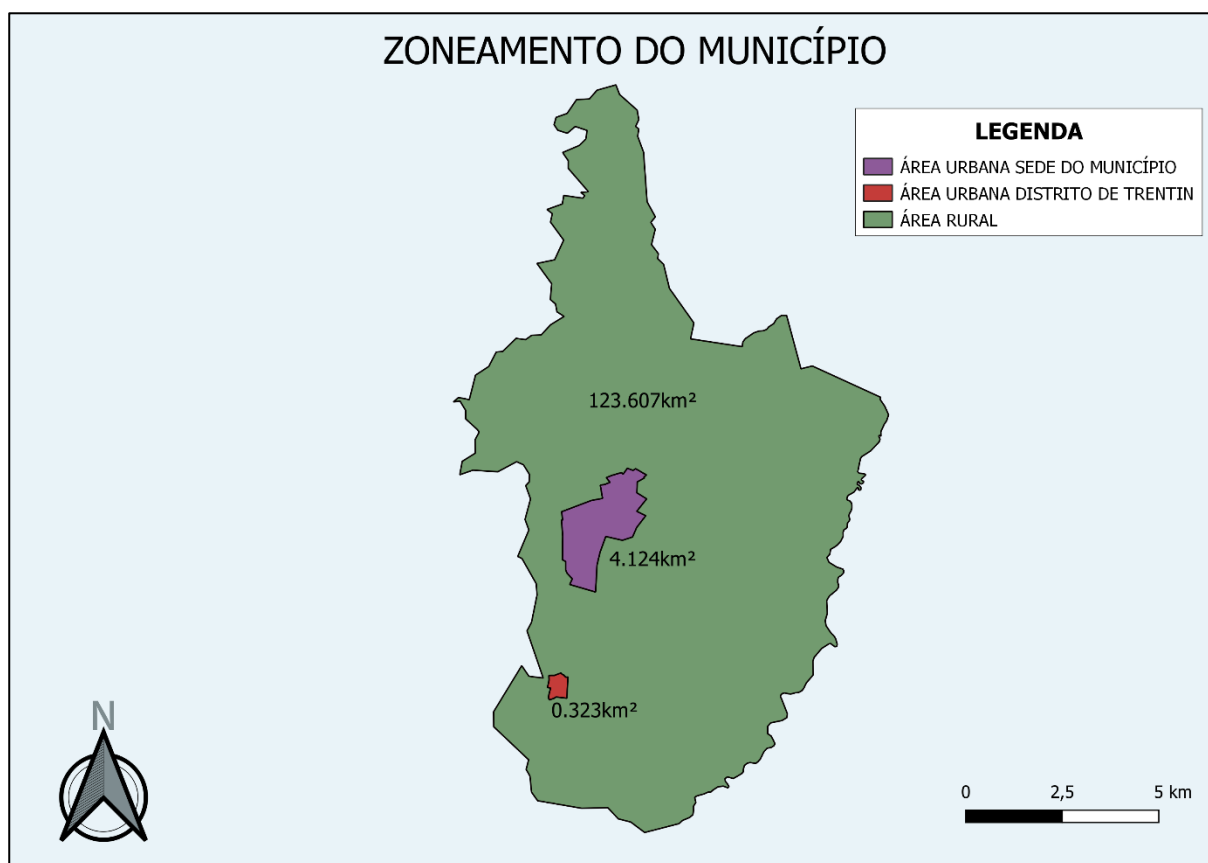 ZONEAMENTO DO MUNICÍPIO
LEGENDA
ÁREA URBANA SEDE DO MUNICÍPIO
ÁREA URBANA DISTRITO DE TRENTIN
ÁREA RURAL
123.607km²
4.124km²
0.323km²
N
0 2,5 5 km